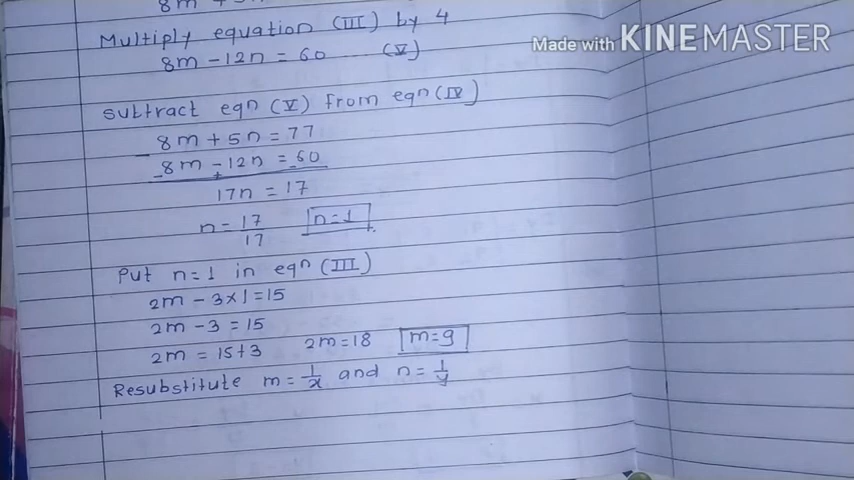 8m
Multiply equation (III) by 4
8m - 12n = 60 (V)
Made with KINEMASTER
Subtract eqn (V) from eqn (IV)
8m + 5n = 77
- 8m - 12n = 60
- + -
17n = 17
n = 17/17 n = 1
Put n = 1 in eqn (III)
2m - 3 × 1 = 15
2m - 3 = 15
2m = 15 + 3 2m = 18 m = 9
Resubstitute m = 1/x and n = 1/y